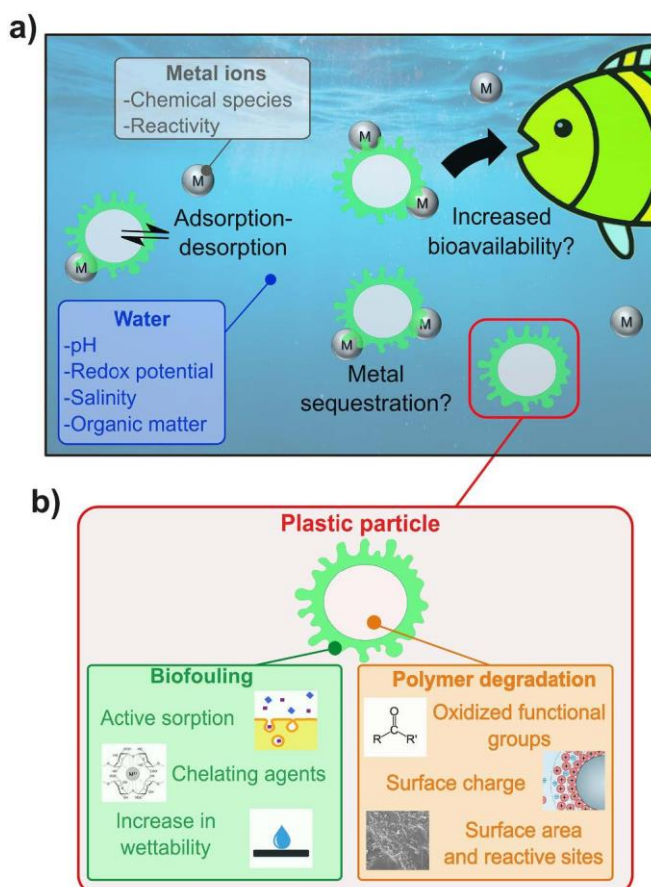 a)
Metal ions
-Chemical species
-Reactivity
M
M
M
M
Adsorption-
desorption
M
Increased
bioavailability?
Water
-pH
-Redox potential
-Salinity
-Organic matter
M
M
M
Metal
sequestration?
b)
Plastic particle
Biofouling
Active sorption
Chelating agents
Increase in
wettability
Polymer degradation
O
R
R'
Oxidized functional
groups
Surface charge
Surface area
and reactive sites